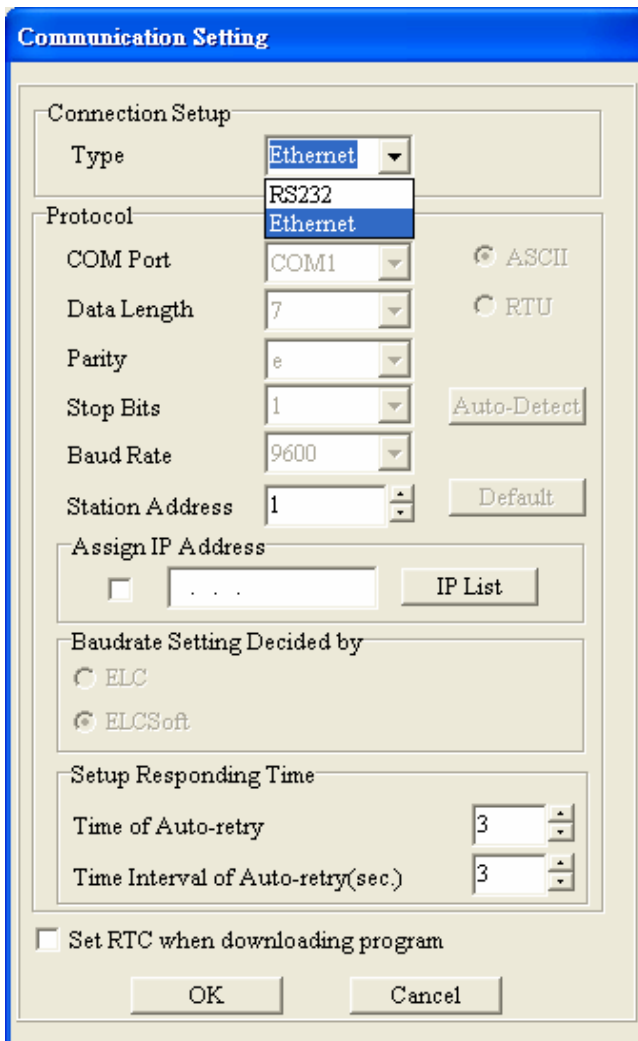 Communication Setting
Connection Setup
Type Ethernet
RS232
Ethernet
Protocol
COM Port COM1 ASCII
Data Length 7 RTU
Parity e
Stop Bits 1 Auto-Detect
Baud Rate 9600
Station Address 1 Default
Assign IP Address
. . . IP List
Baudrate Setting Decided by
ELC
ELCSoft
Setup Responding Time
Time of Auto-retry 3
Time Interval of Auto-retry(sec.) 3
Set RTC when downloading program
OK Cancel